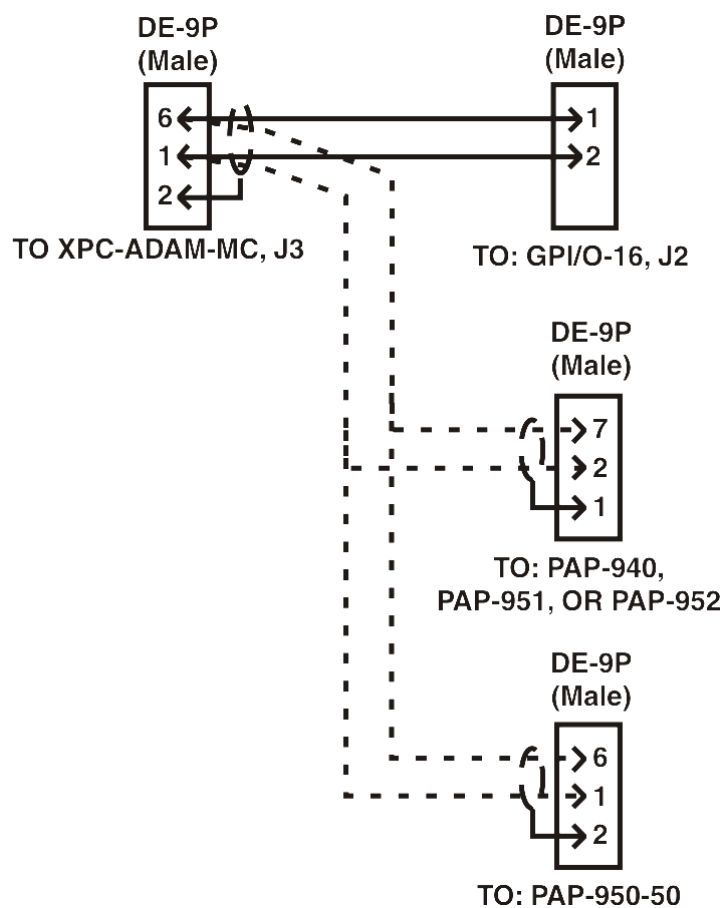 DE-9P
(Male)
6
1
2
TO XPC-ADAM-MC, J3
DE-9P
(Male)
1
2
TO: GPI/O-16, J2
DE-9P
(Male)
7
2
1
TO: PAP-940,
PAP-951, OR PAP-952
DE-9P
(Male)
6
1
2
TO: PAP-950-50